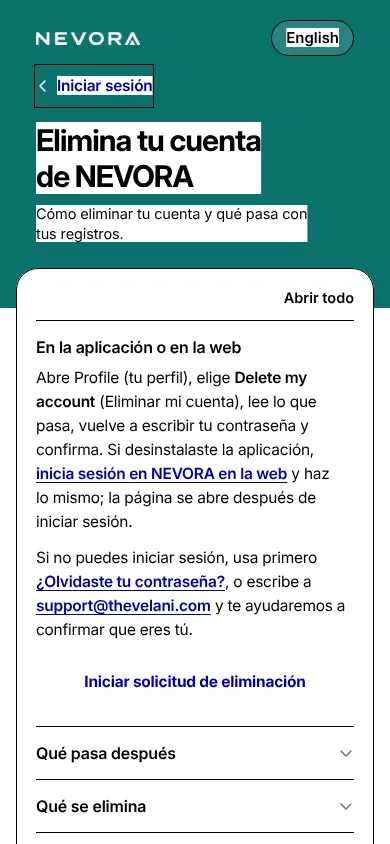 NEVORA
English
Iniciar sesión
Elimina tu cuenta
de NEVORA
Cómo eliminar tu cuenta y qué pasa con
tus registros.
Abrir todo
En la aplicación o en la web
Abre Profile (tu perfil), elige Delete my
account (Eliminar mi cuenta), lee lo que
pasa, vuelve a escribir tu contraseña y
confirma. Si desinstalaste la aplicación,
inicia sesión en NEVORA en la web y haz
lo mismo; la página se abre después de
iniciar sesión.
Si no puedes iniciar sesión, usa primero
¿Olvidaste tu contraseña?, o escribe a
support@thevelani.com y te ayudaremos a
confirmar que eres tú.
Iniciar solicitud de eliminación
Qué pasa después
Qué se elimina